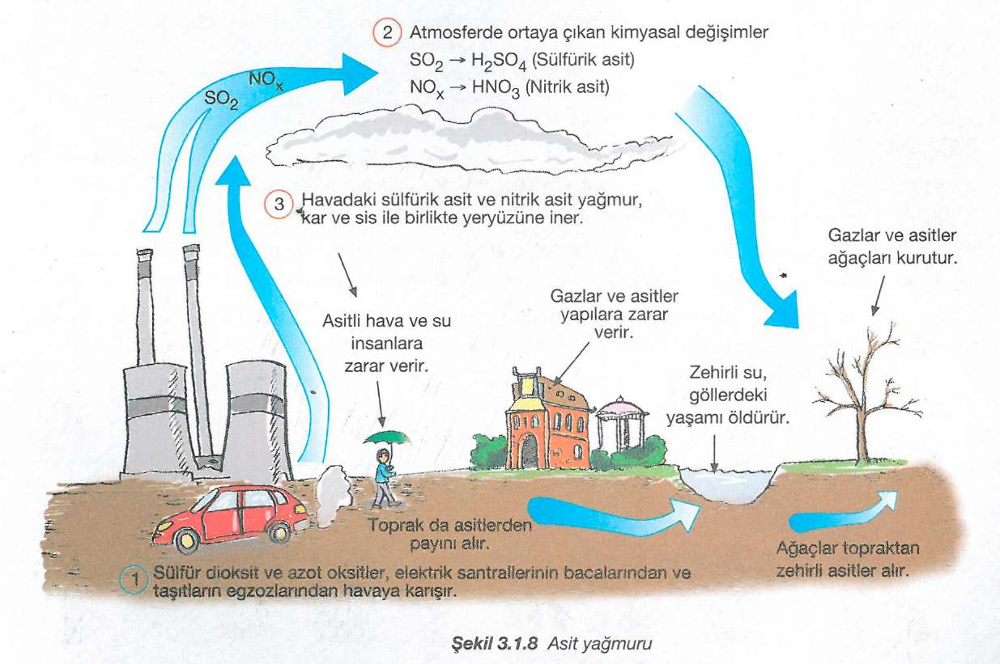 2 Atmosferde ortaya çıkan kimyasal değişimler
SO₂ → H₂SO₄ (Sülfürik asit)
NOₓ → HNO₃ (Nitrik asit)
NOₓ
SO₂
3 Havadaki sülfürik asit ve nitrik asit yağmur,
kar ve sis ile birlikte yeryüzüne iner.
Gazlar ve asitler
ağaçları kurutur.
Gazlar ve asitler
yapılara zarar
verir.
Asitli hava ve su
insanlara
zarar verir.
Zehirli su,
göllerdeki
yaşamı öldürür.
Toprak da asitlerden
payını alır.
Ağaçlar topraktan
zehirli asitler alır.
1 Sülfür dioksit ve azot oksitler, elektrik santrallerinin bacalarından ve
taşıtların egzozlarından havaya karışır.
Şekil 3.1.8 Asit yağmuru